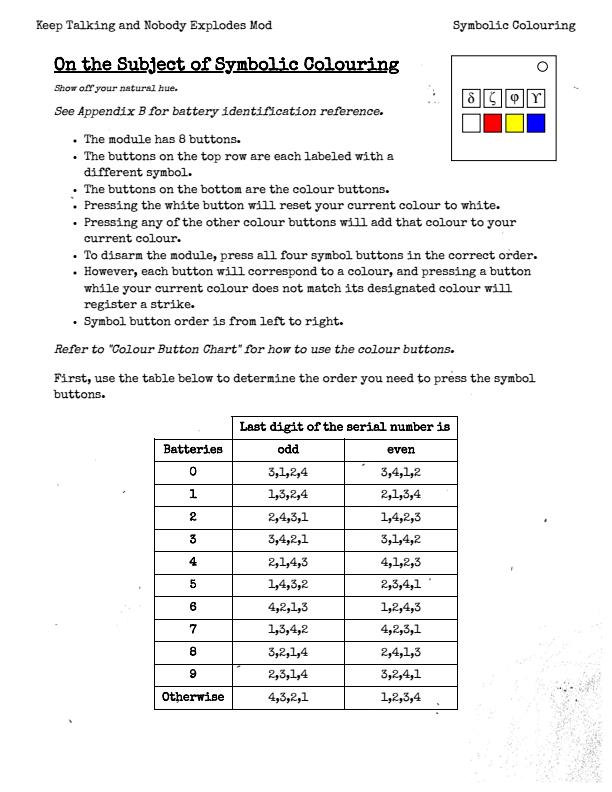 Keep Talking and Nobody Explodes Mod Symbolic Colouring
On the Subject of Symbolic Colouring
Show off your natural hue.
See Appendix B for battery identification reference.
δ ζ φ ϒ
• The module has 8 buttons.
• The buttons on the top row are each labeled with a
different symbol.
• The buttons on the bottom are the colour buttons.
• Pressing the white button will reset your current colour to white.
• Pressing any of the other colour buttons will add that colour to your
current colour.
• To disarm the module, press all four symbol buttons in the correct order.
• However, each button will correspond to a colour, and pressing a button
while your current colour does not match its designated colour will
register a strike.
• Symbol button order is from left to right.
Refer to "Colour Button Chart" for how to use the colour buttons.
First, use the table below to determine the order you need to press the symbol
buttons.
Last digit of the serial number is
Batteries odd even
0 3,1,2,4 3,4,1,2
1 1,3,2,4 2,1,3,4
2 2,4,3,1 1,4,2,3
3 3,4,2,1 3,1,4,2
4 2,1,4,3 4,1,2,3
5 1,4,3,2 2,3,4,1
6 4,2,1,3 1,2,4,3
7 1,3,4,2 4,2,3,1
8 3,2,1,4 2,4,1,3
9 2,3,1,4 3,2,4,1
Otherwise 4,3,2,1 1,2,3,4